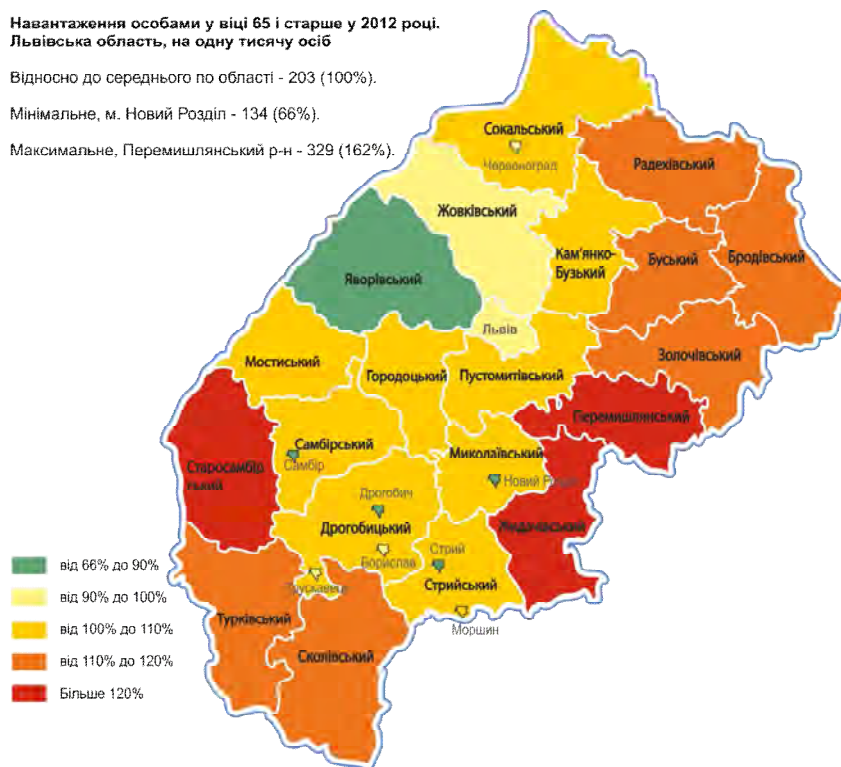 Навантаження особами у віці 65 і старше у 2012 році.
Львівська область, на одну тисячу осіб
Відносно до середнього по області - 203 (100%).
Мінімальне, м. Новий Розділ - 134 (66%).
Максимальне, Перемишлянський р-н - 329 (162%).
Сокальський
Червоноград
Радехівський
Жовківський
Кам'янко-
Бузький
Буський
Бродівський
Яворівський
Львів
Золочівський
Мостиський
Городоцький
Пустомитівський
Перемишлянський
Самбірський
Самбір
Миколаївський
Новий Розділ
Старосамбір
ський
Дрогобич
Дрогобицький
Жидачівський
Борислав
Стрий
Стрийський
Трускавець
Моршин
Турківський
Сколівський
від 66% до 90%
від 90% до 100%
від 100% до 110%
від 110% до 120%
Більше 120%